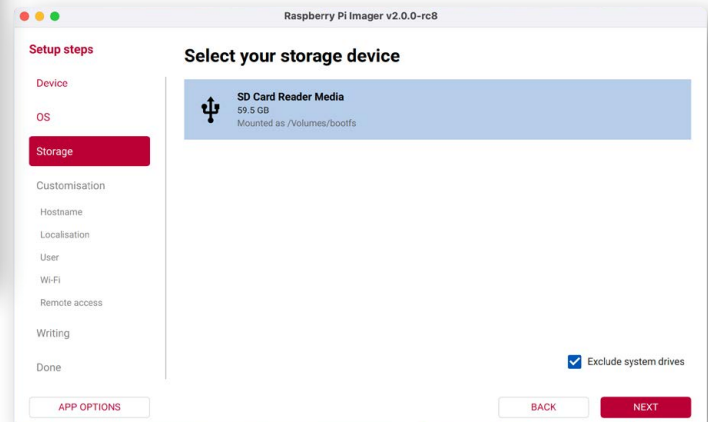 Raspberry Pi Imager v2.0.0-rc8
Setup steps
Device
OS
Storage
Customisation
Hostname
Localisation
User
Wi-Fi
Remote access
Writing
Done
APP OPTIONS
Select your storage device
SD Card Reader Media
59.5 GB
Mounted as /Volumes/bootfs
Exclude system drives
BACK
NEXT